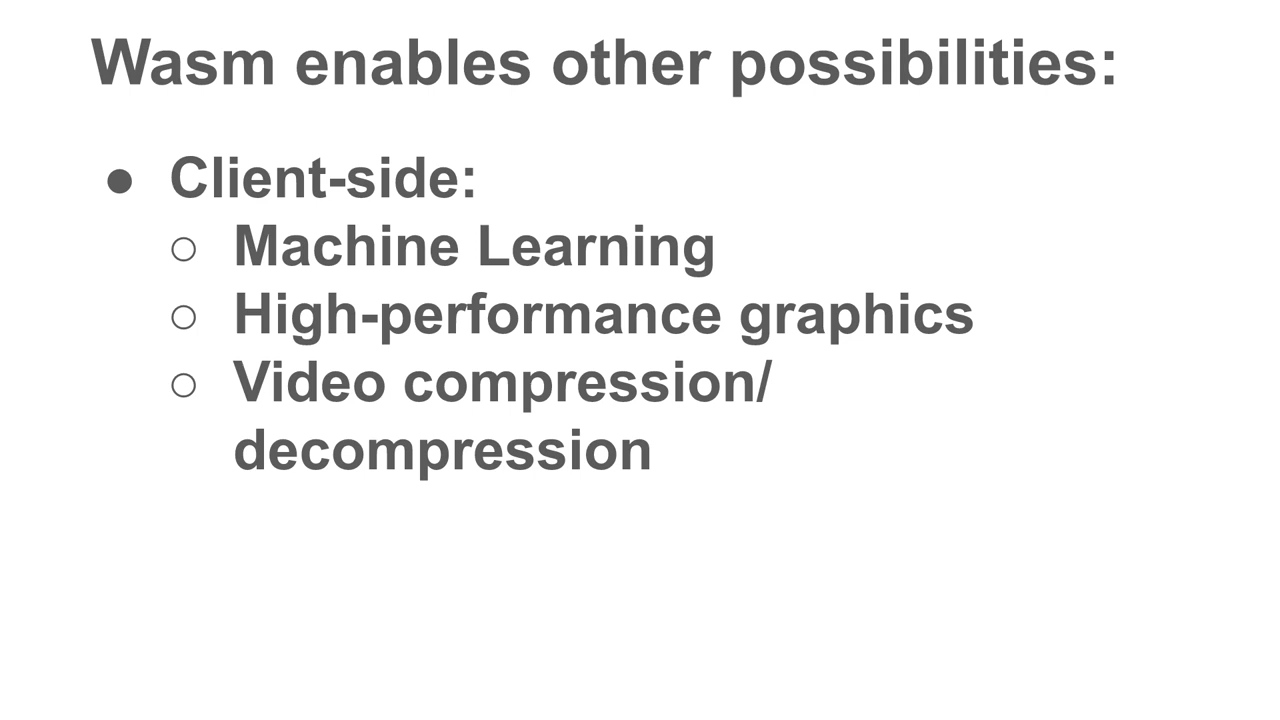 Wasm enables other possibilities:
● Client-side:
○ Machine Learning
○ High-performance graphics
○ Video compression/
decompression